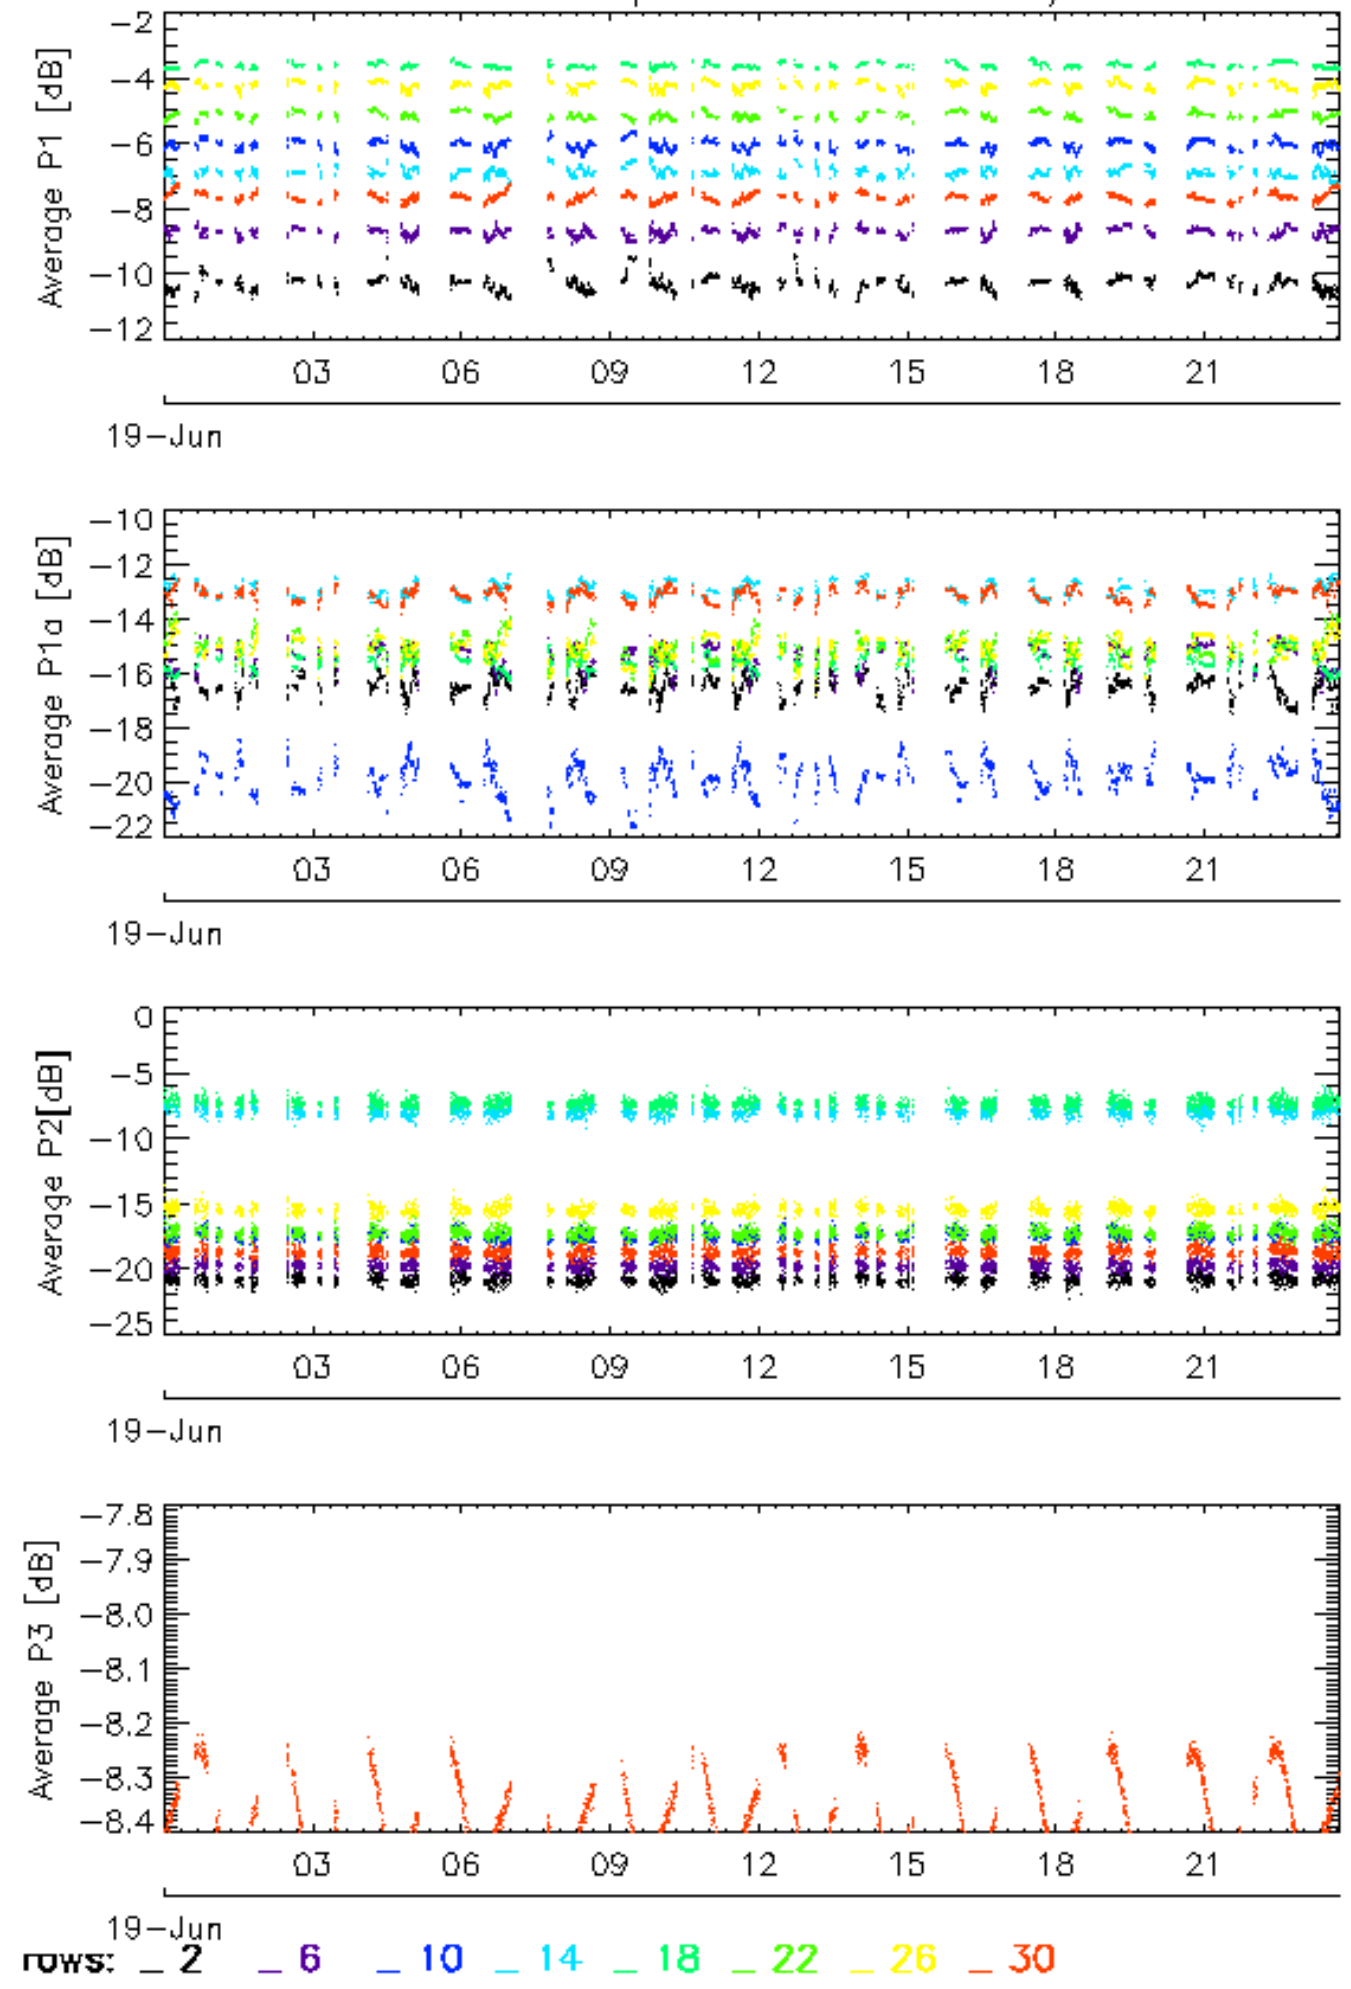 Average P1 [dB]
−2
−4
−6
−8
−10
−12
03 06 09 12 15 18 21
19−Jun
Average P1a [dB]
−10
−12
−14
−16
−18
−20
−22
03 06 09 12 15 18 21
19−Jun
Average P2[dB]
0
−5
−10
−15
−20
−25
03 06 09 12 15 18 21
19−Jun
Average P3 [dB]
−7.8
−7.9
−8.0
−8.1
−8.2
−8.3
−8.4
03 06 09 12 15 18 21
19−Jun
rows: _ 2 _ 6 _ 10 _ 14 _ 18 _ 22 _ 26 _ 30